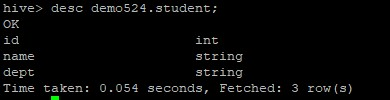 hive> desc demo524.student;
OK
id                      int
name                    string
dept                    string
Time taken: 0.054 seconds, Fetched: 3 row(s)